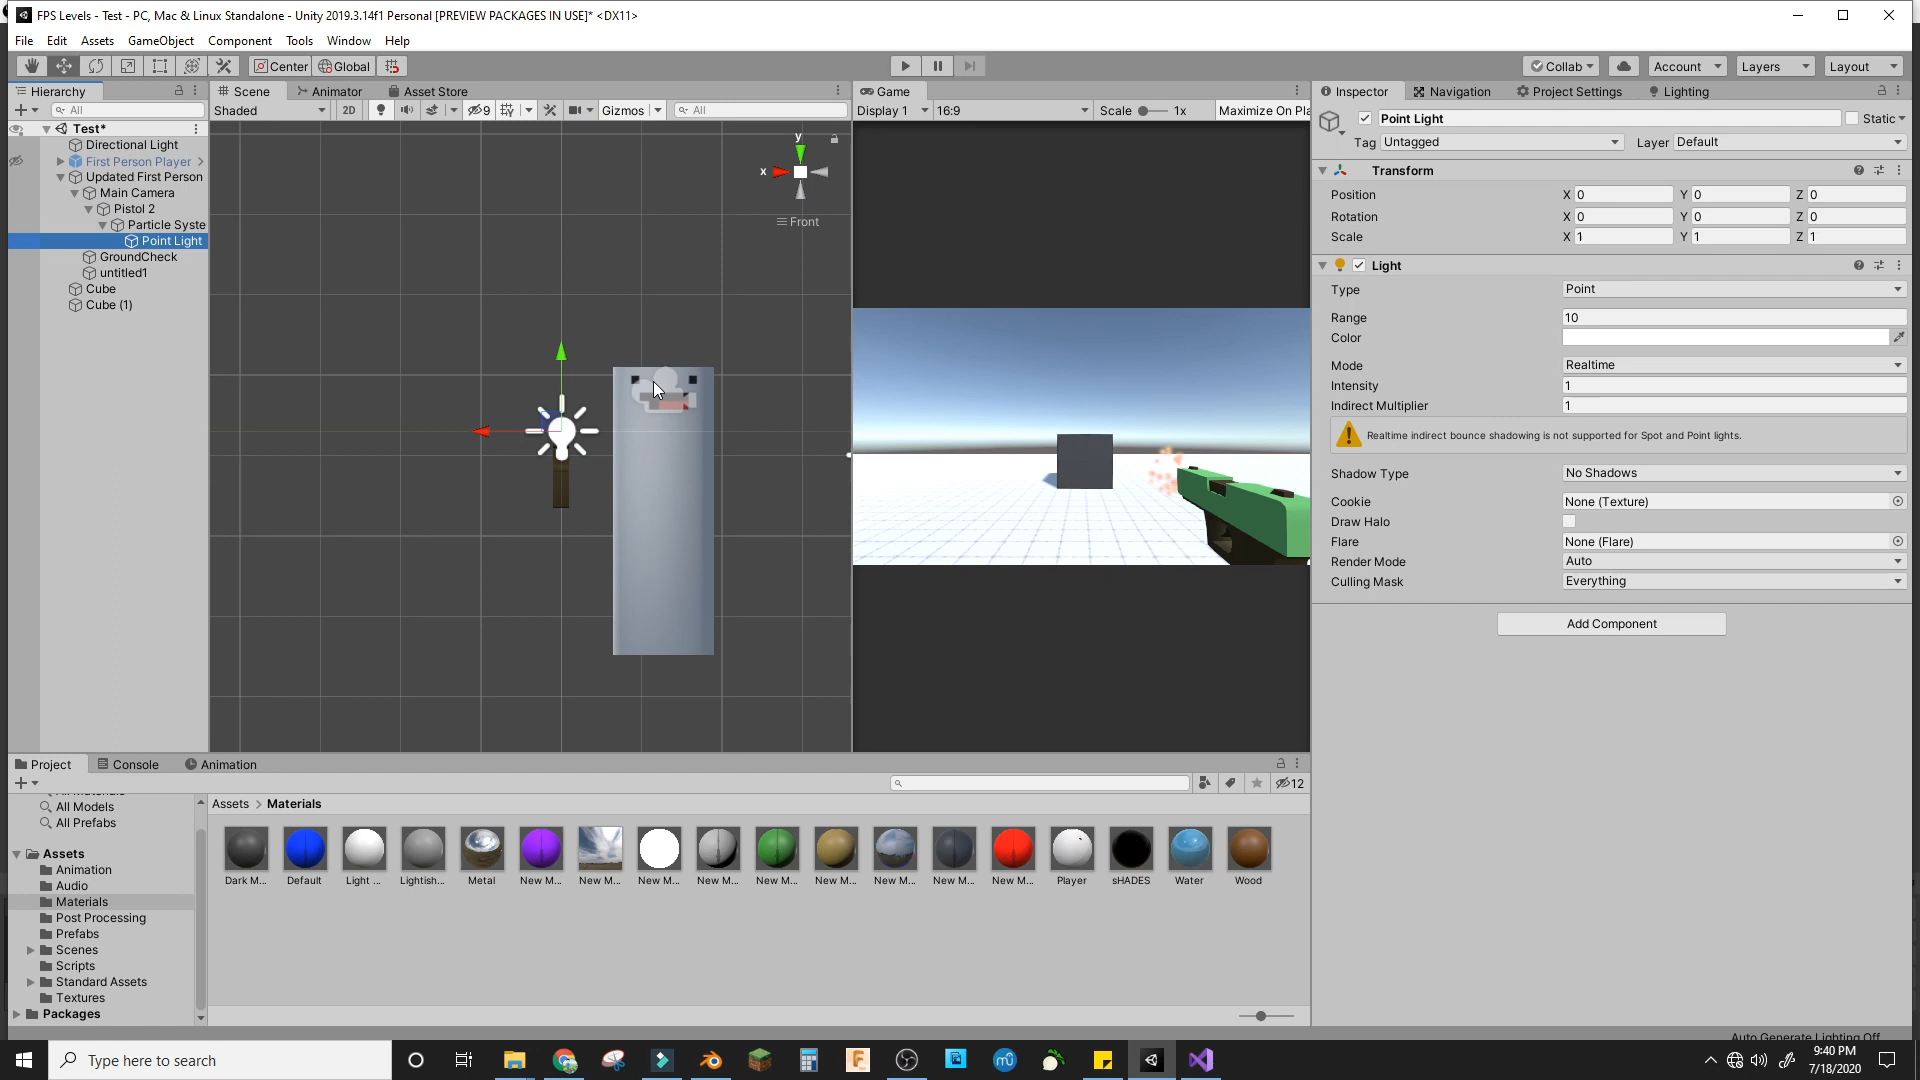 FPS Levels - Test - PC, Mac & Linux Standalone - Unity 2019.3.14f1 Personal [PREVIEW PACKAGES IN USE]* <DX11>
File Edit Assets GameObject Component Tools Window Help
Center Global Collab Account Layers Layout
Hierarchy
All
Test*
Directional Light
First Person Player
Updated First Person
Main Camera
Pistol 2
Particle Syste
Point Light
GroundCheck
untitled1
Cube
Cube (1)
Scene Animator Asset Store
Shaded 2D 9 Gizmos All
y
x
Front
Game
Display 1 16:9 Scale 1x Maximize On Pla
Inspector Navigation Project Settings Lighting
Point Light Static
Tag Untagged Layer Default
Transform
Position X 0 Y 0 Z 0
Rotation X 0 Y 0 Z 0
Scale X 1 Y 1 Z 1
Light
Type Point
Range 10
Color
Mode Realtime
Intensity 1
Indirect Multiplier 1
Realtime indirect bounce shadowing is not supported for Spot and Point lights.
Shadow Type No Shadows
Cookie None (Texture)
Draw Halo
Flare None (Flare)
Render Mode Auto
Culling Mask Everything
Add Component
Project Console Animation
12
All Models
All Prefabs
Assets
Animation
Audio
Materials
Post Processing
Prefabs
Scenes
Scripts
Standard Assets
Textures
Packages
Assets > Materials
Dark M... Default Light ... Lightish... Metal New M... New M... New M... New M... New M... New M... New M... New M... New M... Player sHADES Water Wood
Auto Generate Lighting Off
Type here to search
9:40 PM
7/18/2020